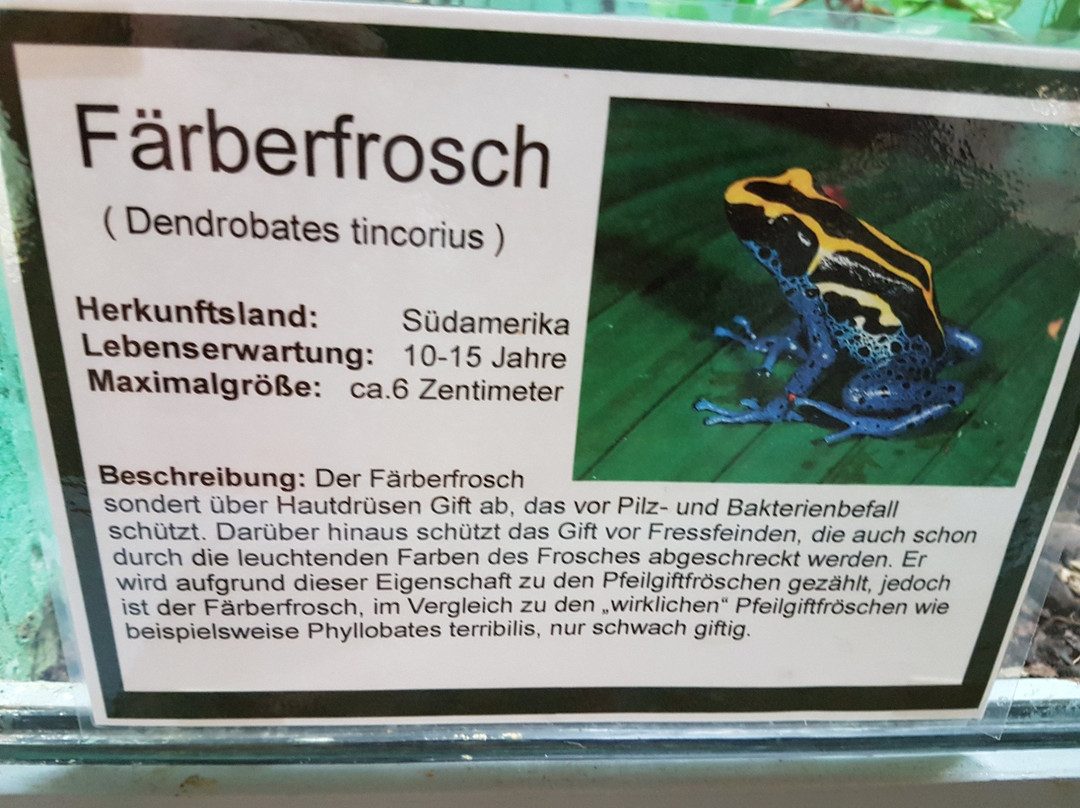 Färberfrosch
( Dendrobates tincorius )
Herkunftsland: Südamerika
Lebenserwartung: 10-15 Jahre
Maximalgröße: ca.6 Zentimeter
Beschreibung: Der Färberfrosch
sondert über Hautdrüsen Gift ab, das vor Pilz- und Bakterienbefall
schützt. Darüber hinaus schützt das Gift vor Fressfeinden, die auch schon
durch die leuchtenden Farben des Frosches abgeschreckt werden. Er
wird aufgrund dieser Eigenschaft zu den Pfeilgiftfröschen gezählt, jedoch
ist der Färberfrosch, im Vergleich zu den „wirklichen“ Pfeilgiftfröschen wie
beispielsweise Phyllobates terribilis, nur schwach giftig.